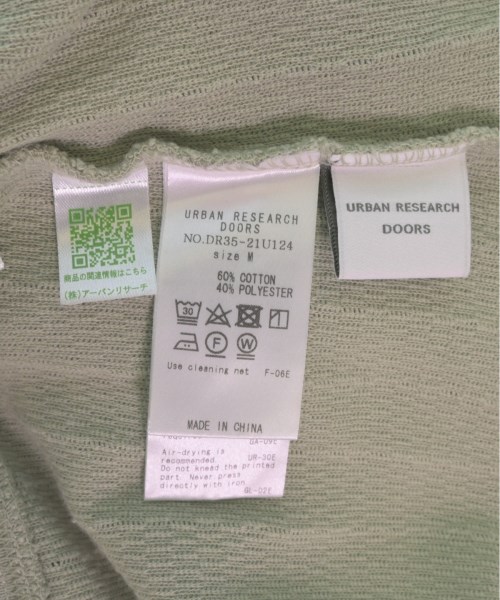 商品の関連情報はこちら
(株)アーバンリサーチ
URBAN RESEARCH
DOORS
NO.DR35-21U124
size M
60% COTTON
40% POLYESTER
30
F W
Use cleaning net F-06E
MADE IN CHINA
Air-drying is
recommended. UR-30E
Do not knead the printed
part. Never press
directly with iron.
URBAN RESEARCH
DOORS